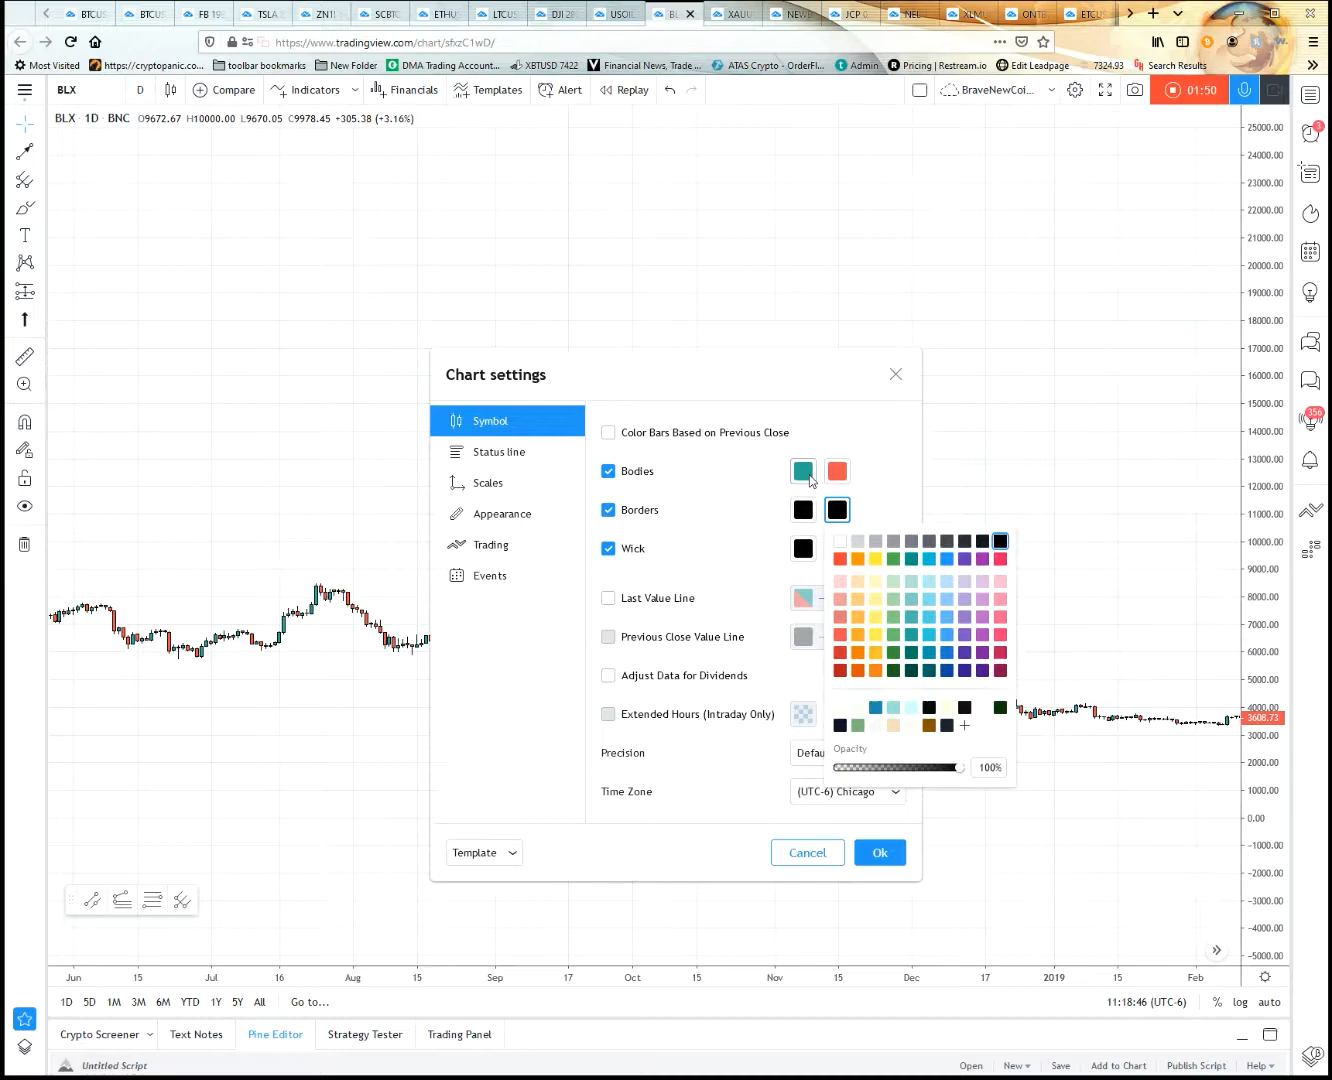 BTCUS
BTCUS
FB 19
TSLA
ZN1!
SCBTC
ETHU
LTCUS
DJI 28
USOIL
BL
XAUU
NEWB
JCP 0
NEL
XLMU
ONTB
ETCUS
https://www.tradingview.com/chart/sfxzC1wD/
Most Visited
https://cryptopanic.co...
toolbar bookmarks
New Folder
DMA Trading Account...
XBTUSD 7422
Financial News, Trade ...
ATAS Crypto - OrderFl...
Admin
Pricing | Restream.io
Edit Leadpage
7324.93
Search Results
BLX
D
Compare
Indicators
Financials
Templates
Alert
Replay
BraveNewCoi...
01:50
BLX · 1D · BNC O9672.67 H10000.00 L9670.05 C9978.45 +305.38 (+3.16%)
3
356
25000.00
24000.00
23000.00
22000.00
21000.00
20000.00
19000.00
18000.00
17000.00
16000.00
15000.00
14000.00
13000.00
12000.00
11000.00
10000.00
9000.00
8000.00
7000.00
6000.00
5000.00
4000.00
3608.73
3000.00
2000.00
1000.00
0.00
-1000.00
-2000.00
-3000.00
-4000.00
-5000.00
Chart settings
Symbol
Status line
Scales
Appearance
Trading
Events
Color Bars Based on Previous Close
Bodies
Borders
Wick
Last Value Line
Previous Close Value Line
Adjust Data for Dividends
Extended Hours (Intraday Only)
Precision
Defau
Time Zone
(UTC-6) Chicago
Opacity
100%
Template
Cancel
Ok
Jun
15
Jul
16
Aug
15
Sep
17
Oct
15
Nov
15
Dec
17
2019
15
Feb
1D 5D 1M 3M 6M YTD 1Y 5Y All Go to...
11:18:46 (UTC-6) % log auto
Crypto Screener
Text Notes
Pine Editor
Strategy Tester
Trading Panel
Untitled Script
Open
New
Save
Add to Chart
Publish Script
Help